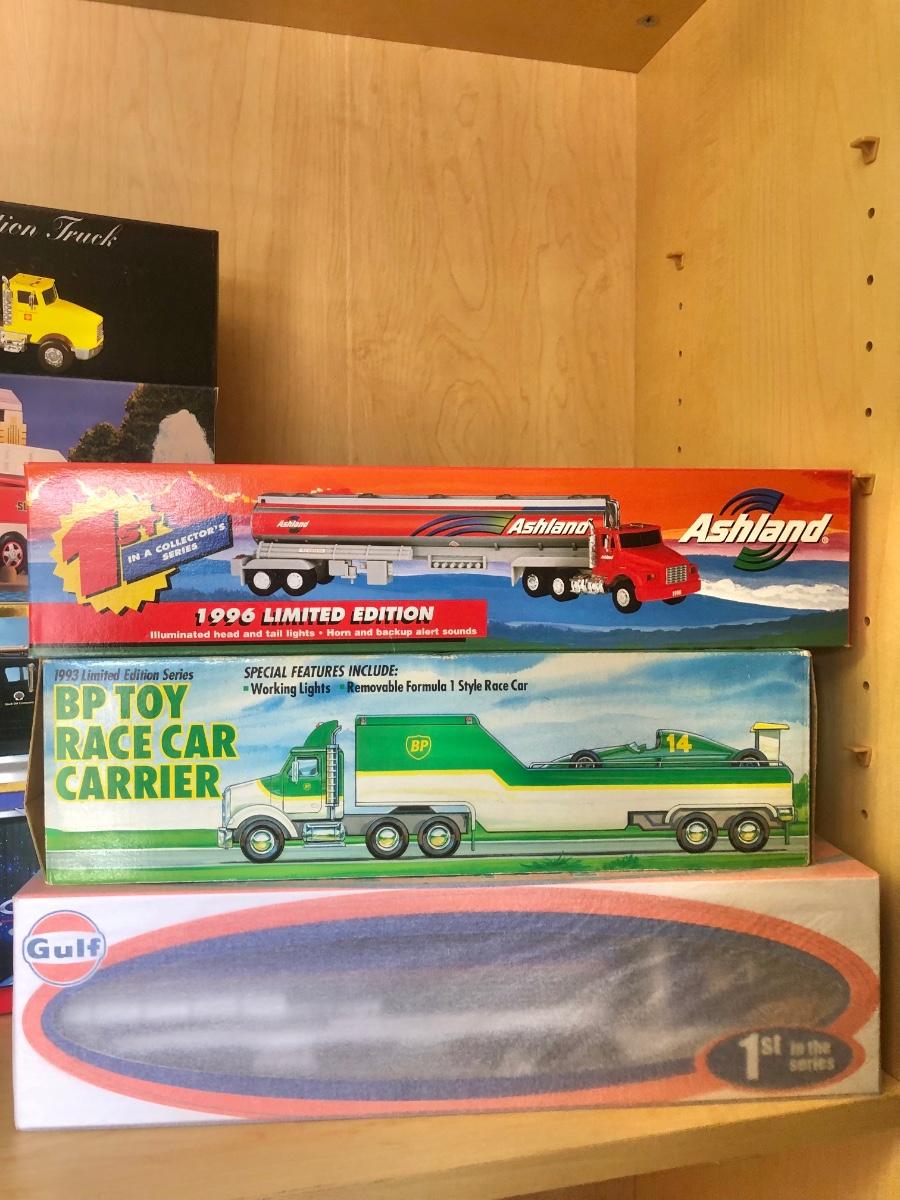 ion Truck
1ST
IN A COLLECTOR'S
SERIES
Ashland
Ashland
Ashland®
1996
1996 LIMITED EDITION
Illuminated head and tail lights • Horn and backup alert sounds
1993 Limited Edition Series
BP TOY
RACE CAR
CARRIER
SPECIAL FEATURES INCLUDE:
▪ Working Lights ▪ Removable Formula 1 Style Race Car
BP
14
Gulf
1st in the
series